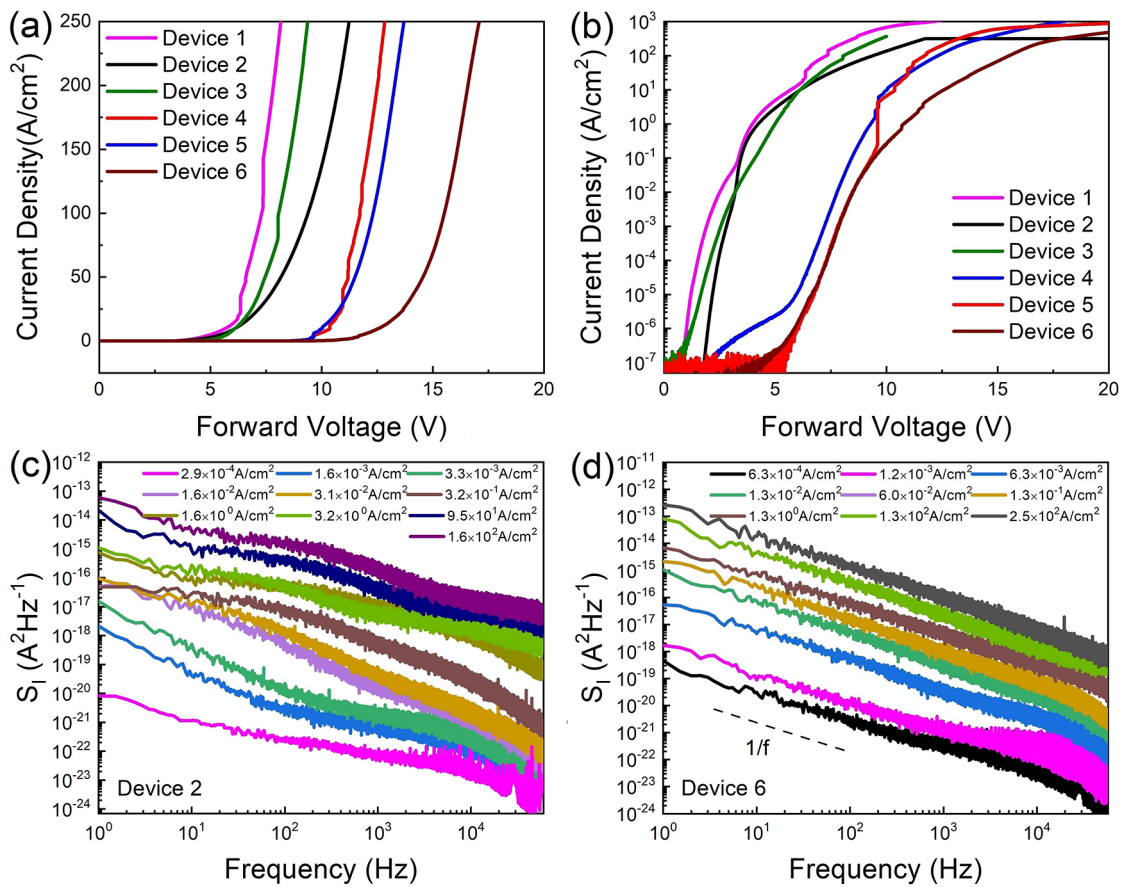 (a)
Current Density(A/cm²)
250
200
150
100
50
0
Device 1
Device 2
Device 3
Device 4
Device 5
Device 6
0 5 10 15 20
Forward Voltage (V)
(b)
Current Density (A/cm²)
10³
10²
10¹
10⁰
10⁻¹
10⁻²
10⁻³
10⁻⁴
10⁻⁵
10⁻⁶
10⁻⁷
Device 1
Device 2
Device 3
Device 4
Device 5
Device 6
0 5 10 15 20
Forward Voltage (V)
(c)
S_I (A²Hz⁻¹)
10⁻¹²
10⁻¹³
10⁻¹⁴
10⁻¹⁵
10⁻¹⁶
10⁻¹⁷
10⁻¹⁸
10⁻¹⁹
10⁻²⁰
10⁻²¹
10⁻²²
10⁻²³
10⁻²⁴
2.9×10⁻⁴A/cm² 1.6×10⁻³A/cm² 3.3×10⁻³A/cm²
1.6×10⁻²A/cm² 3.1×10⁻²A/cm² 3.2×10⁻¹A/cm²
1.6×10⁰A/cm² 3.2×10⁰A/cm² 9.5×10¹A/cm²
1.6×10²A/cm²
Device 2
10⁰ 10¹ 10² 10³ 10⁴
Frequency (Hz)
(d)
S_I (A²Hz⁻¹)
10⁻¹¹
10⁻¹²
10⁻¹³
10⁻¹⁴
10⁻¹⁵
10⁻¹⁶
10⁻¹⁷
10⁻¹⁸
10⁻¹⁹
10⁻²⁰
10⁻²¹
10⁻²²
10⁻²³
10⁻²⁴
6.3×10⁻⁴A/cm² 1.2×10⁻³A/cm² 6.3×10⁻³A/cm²
1.3×10⁻²A/cm² 6.0×10⁻²A/cm² 1.3×10⁻¹A/cm²
1.3×10⁰A/cm² 1.3×10²A/cm² 2.5×10²A/cm²
1/f
Device 6
10⁰ 10¹ 10² 10³ 10⁴
Frequency (Hz)